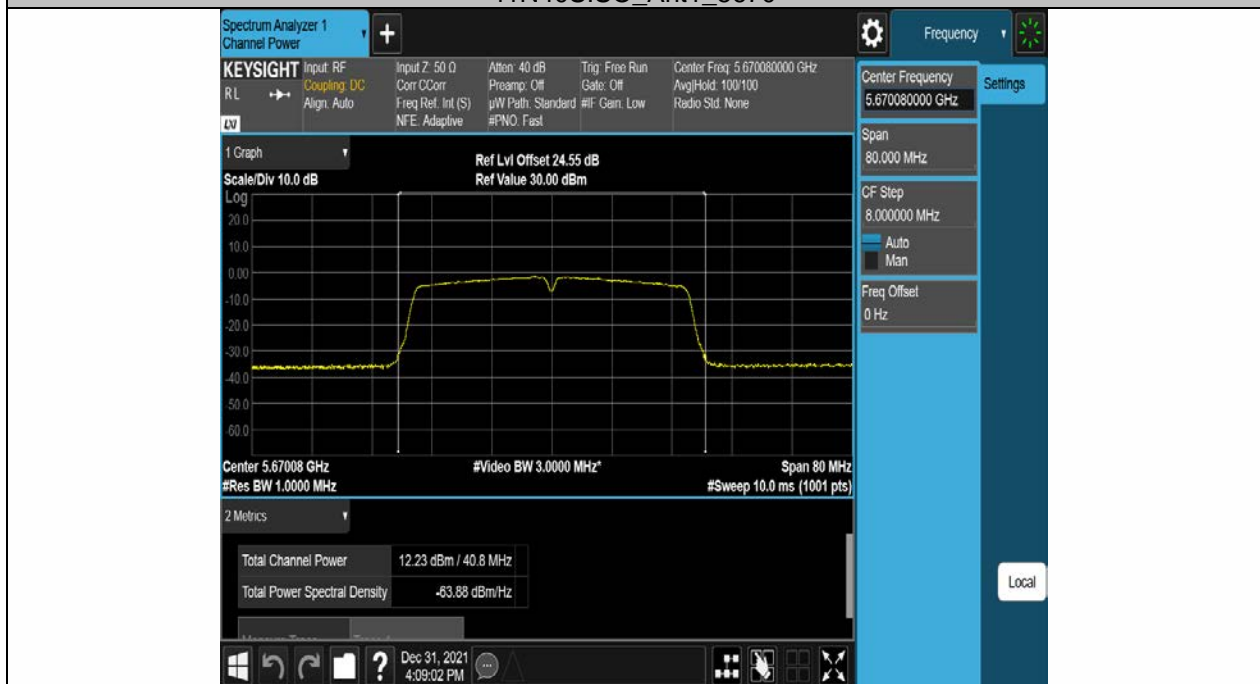 Spectrum Analyzer 1
Channel Power
+
Frequency
KEYSIGHT
RL
LXI
Input: RF
Coupling: DC
Align: Auto
Input Z: 50 Ω
Corr CCorr
Freq Ref: Int (S)
NFE: Adaptive
Atten: 40 dB
Preamp: Off
µW Path: Standard
#PNO: Fast
Trig: Free Run
Gate: Off
#IF Gain: Low
Center Freq: 5.670080000 GHz
Avg|Hold: 100/100
Radio Std: None
Center Frequency
5.670080000 GHz
Settings
Span
80.000 MHz
CF Step
8.000000 MHz
Auto
Man
Freq Offset
0 Hz
Local
1 Graph
Scale/Div 10.0 dB
Ref Lvl Offset 24.55 dB
Ref Value 30.00 dBm
Log
20.0
10.0
0.00
-10.0
-20.0
-30.0
-40.0
-50.0
-60.0
Center 5.67008 GHz
#Res BW 1.0000 MHz
#Video BW 3.0000 MHz*
Span 80 MHz
#Sweep 10.0 ms (1001 pts)
2 Metrics
Total Channel Power 12.23 dBm / 40.8 MHz
Total Power Spectral Density -63.88 dBm/Hz
?
Dec 31, 2021
4:09:02 PM